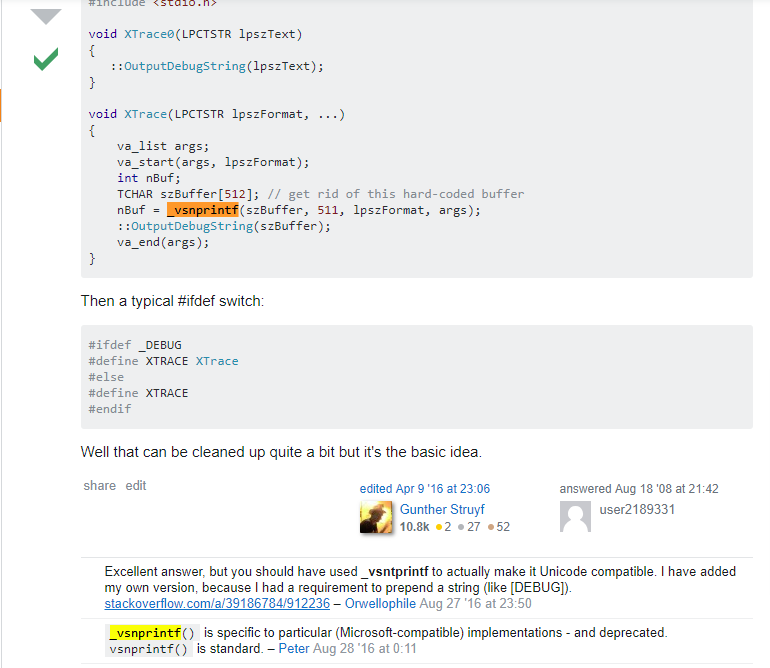 #include <stdio.h>
void XTrace0(LPCTSTR lpszText)
{
::OutputDebugString(lpszText);
}
void XTrace(LPCTSTR lpszFormat, ...)
{
va_list args;
va_start(args, lpszFormat);
int nBuf;
TCHAR szBuffer[512]; // get rid of this hard-coded buffer
nBuf = _vsnprintf(szBuffer, 511, lpszFormat, args);
::OutputDebugString(szBuffer);
va_end(args);
}
Then a typical #ifdef switch:
#ifdef _DEBUG
#define XTRACE XTrace
#else
#define XTRACE
#endif
Well that can be cleaned up quite a bit but it's the basic idea.
share edit
edited Apr 9 '16 at 23:06
Gunther Struyf
10.8k ●2 ●27 ●52
answered Aug 18 '08 at 21:42
user2189331
Excellent answer, but you should have used _vsntprintf to actually make it Unicode compatible. I have added
my own version, because I had a requirement to prepend a string (like [DEBUG]).
stackoverflow.com/a/39186784/912236 – Orwellophile Aug 27 '16 at 23:50
_vsnprintf() is specific to particular (Microsoft-compatible) implementations - and deprecated.
vsnprintf() is standard. – Peter Aug 28 '16 at 0:11